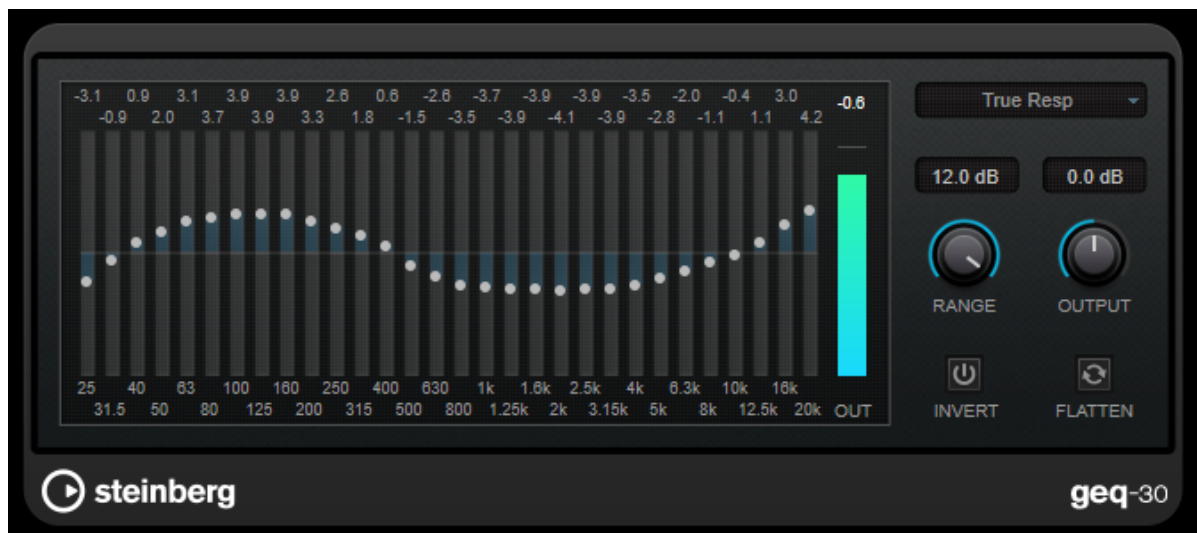 -3.1 0.9 3.1 3.9 3.9 2.6 0.6 -2.6 -3.7 -3.9 -3.9 -3.5 -2.0 -0.4 3.0 -0.6
-0.9 2.0 3.7 3.9 3.3 1.8 -1.5 -3.5 -3.9 -4.1 -3.9 -2.8 -1.1 1.1 4.2
True Resp
12.0 dB 0.0 dB
RANGE OUTPUT
25 40 63 100 160 250 400 630 1k 1.6k 2.5k 4k 6.3k 10k 16k
31.5 50 80 125 200 315 500 800 1.25k 2k 3.15k 5k 8k 12.5k 20k OUT
INVERT FLATTEN
steinberg
geq-30